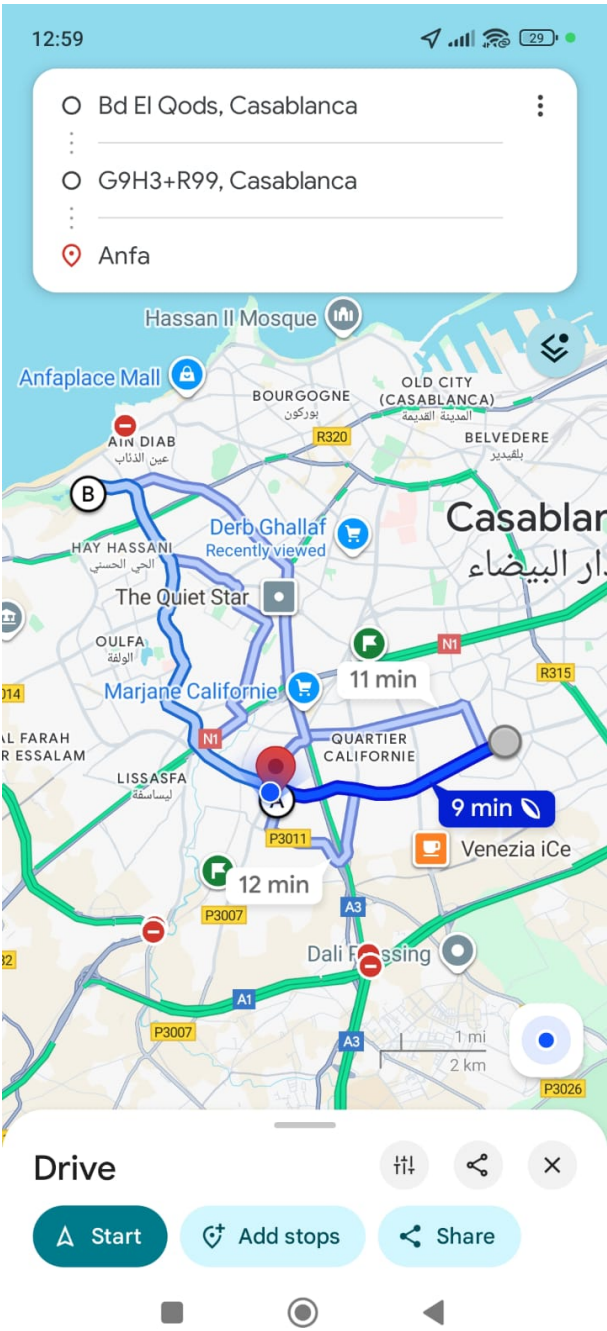 12:59
29
Bd El Qods, Casablanca
G9H3+R99, Casablanca
Anfa
Hassan II Mosque
Anfaplace Mall
BOURGOGNE
بوركون
OLD CITY
(CASABLANCA)
المدينة القديمة
R320
AIN DIAB
عين الذئاب
BELVEDERE
بلفيدير
B
Casablan
دار البيضاء
Derb Ghallaf
Recently viewed
HAY HASSANI
الحي الحسني
The Quiet Star
OULFA
الولفة
N1
11 min
R315
014
Marjane Californie
AL FARAH
R ESSALAM
N1
QUARTIER
CALIFORNIE
LISSASFA
ليساسفة
A
9 min
P3011
Venezia iCe
12 min
P3007
A3
32
Dali
ssing
A1
P3007
A3
1 mi
2 km
P3026
Drive
Start
Add stops
Share